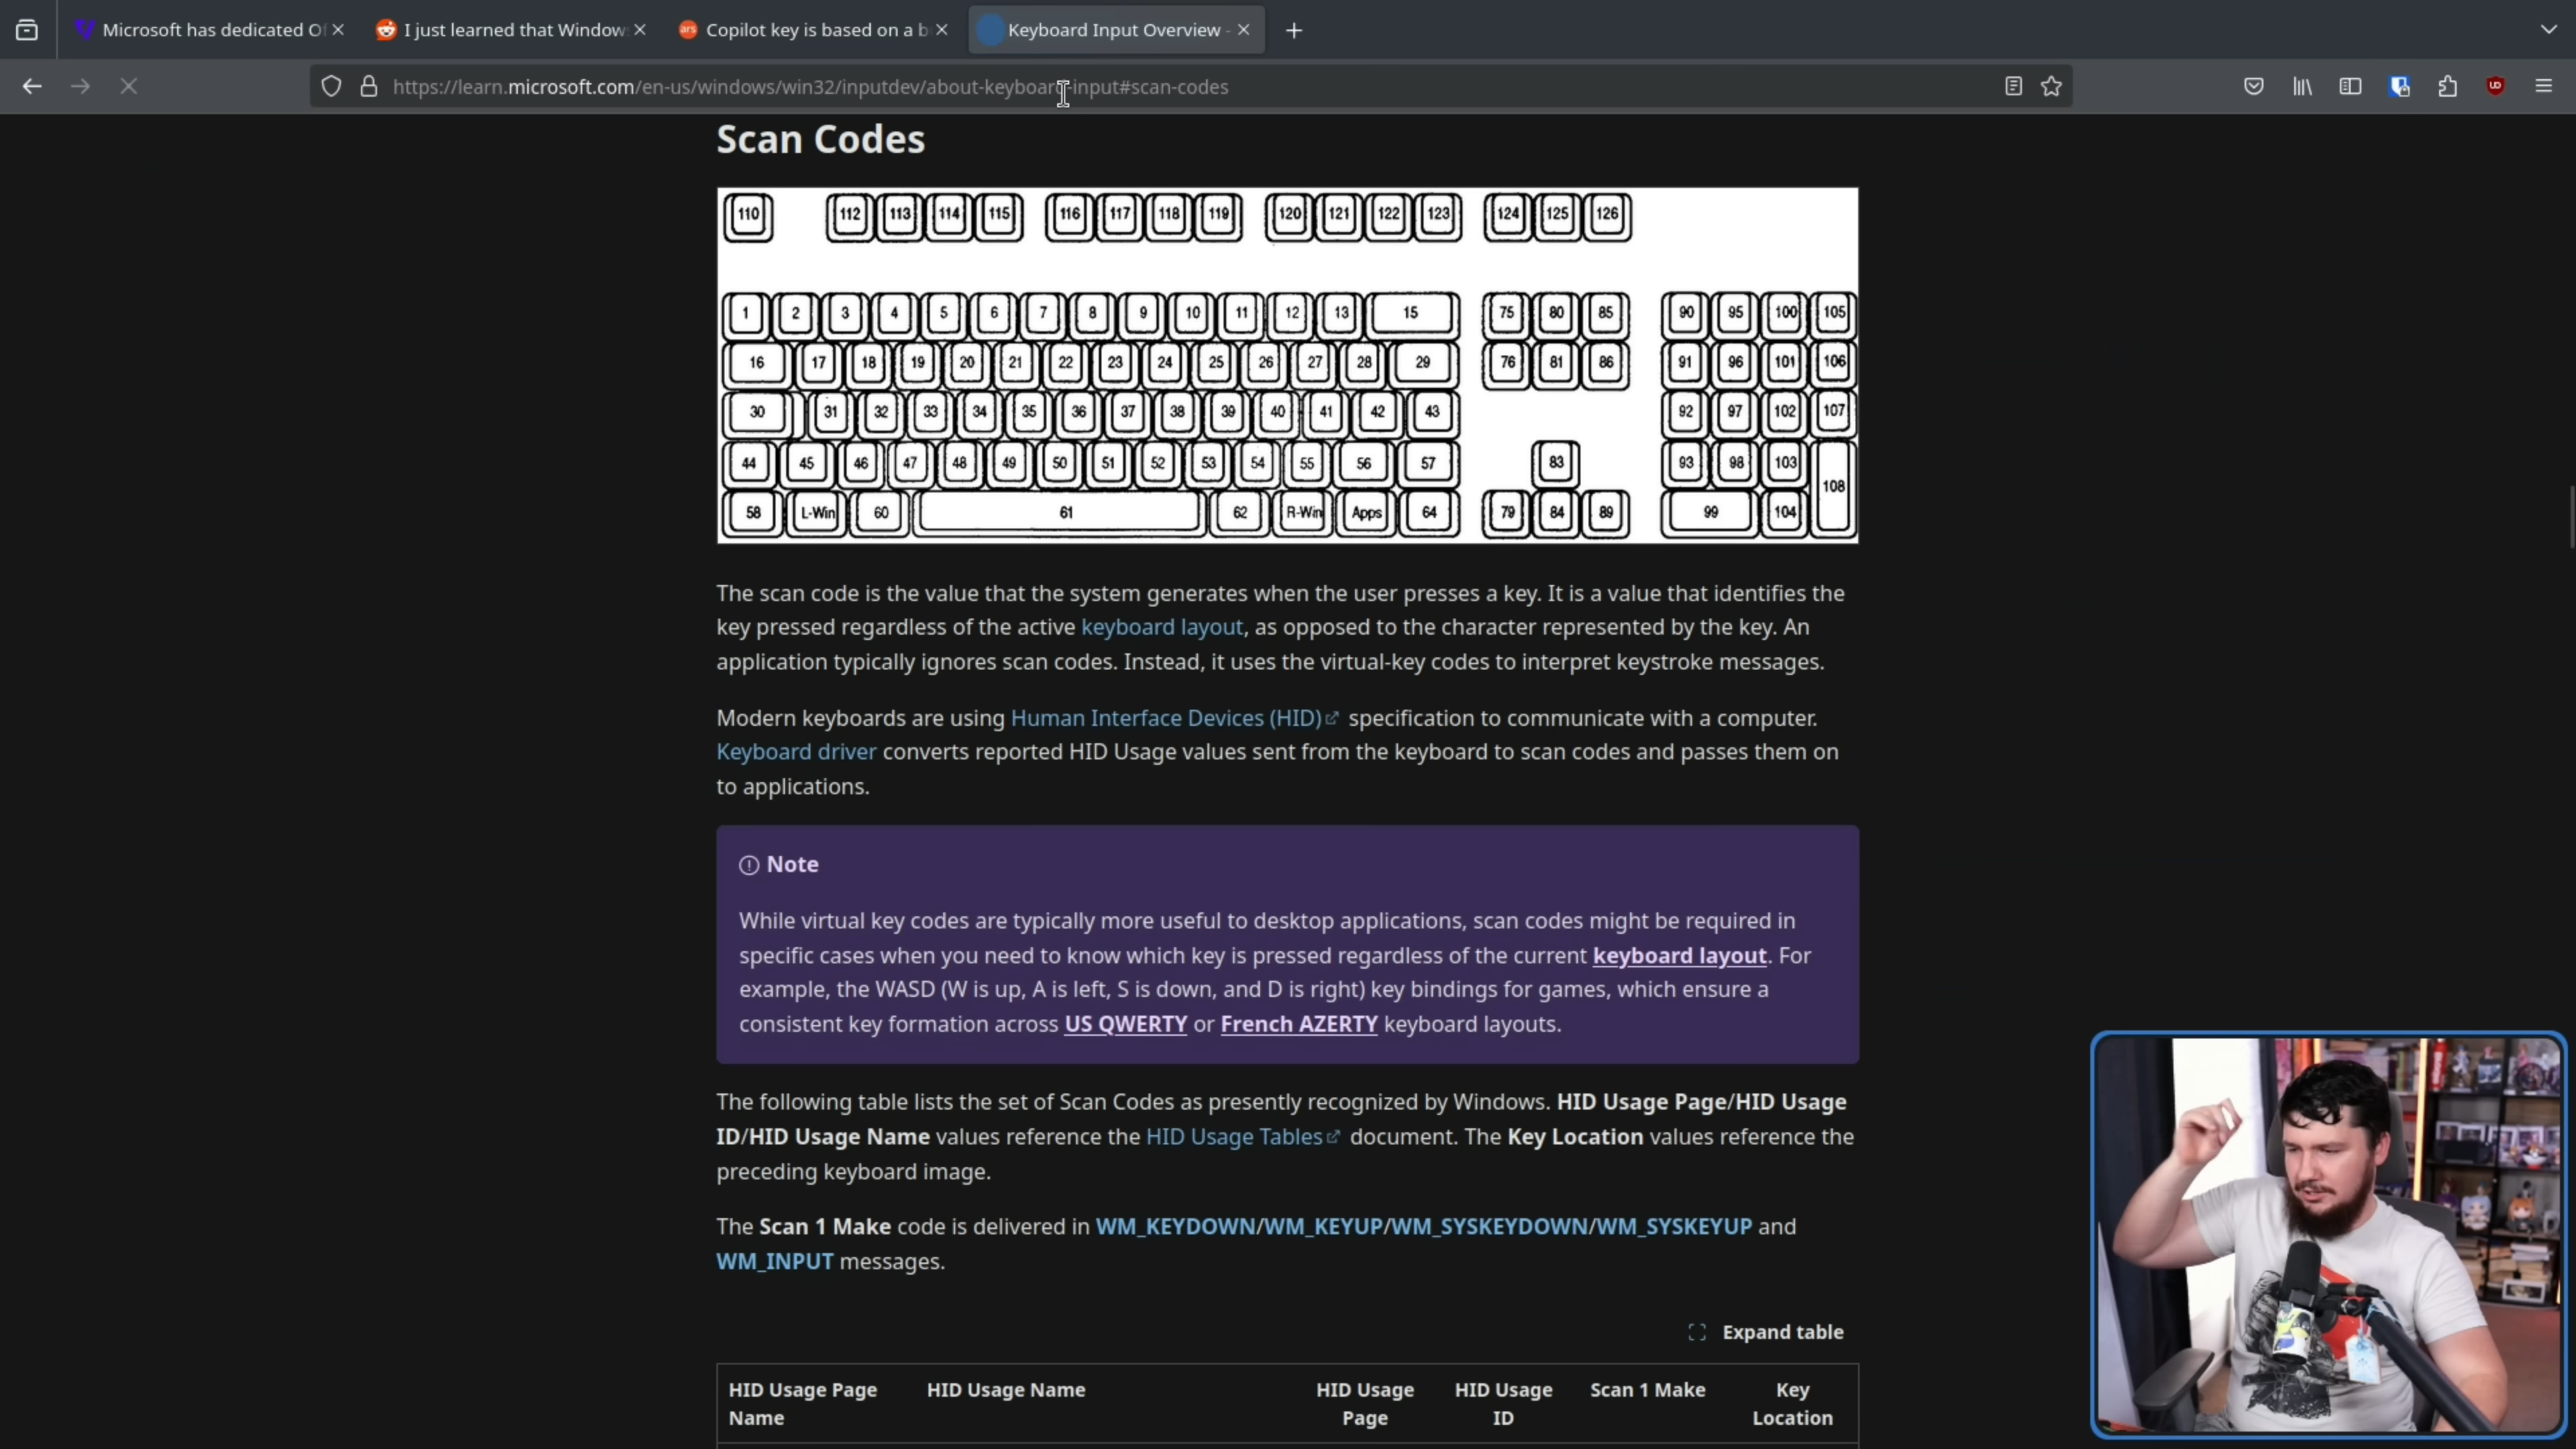 Microsoft has dedicated Of
I just learned that Window
ars
Copilot key is based on a b
Keyboard Input Overview -
https://learn.microsoft.com/en-us/windows/win32/inputdev/about-keyboard-input#scan-codes
Scan Codes
110 112 113 114 115 116 117 118 119 120 121 122 123 124 125 126
1 2 3 4 5 6 7 8 9 10 11 12 13 15 75 80 85 90 95 100 105
16 17 18 19 20 21 22 23 24 25 26 27 28 29 76 81 86 91 96 101 106
30 31 32 33 34 35 36 37 38 39 40 41 42 43 92 97 102 107
44 45 46 47 48 49 50 51 52 53 54 55 56 57 83 93 98 103 108
58 L-Win 60 61 62 R-Win Apps 64 79 84 89 99 104
The scan code is the value that the system generates when the user presses a key. It is a value that identifies the
key pressed regardless of the active keyboard layout, as opposed to the character represented by the key. An
application typically ignores scan codes. Instead, it uses the virtual-key codes to interpret keystroke messages.
Modern keyboards are using Human Interface Devices (HID) specification to communicate with a computer.
Keyboard driver converts reported HID Usage values sent from the keyboard to scan codes and passes them on
to applications.
Note
While virtual key codes are typically more useful to desktop applications, scan codes might be required in
specific cases when you need to know which key is pressed regardless of the current keyboard layout. For
example, the WASD (W is up, A is left, S is down, and D is right) key bindings for games, which ensure a
consistent key formation across US QWERTY or French AZERTY keyboard layouts.
The following table lists the set of Scan Codes as presently recognized by Windows. HID Usage Page/HID Usage
ID/HID Usage Name values reference the HID Usage Tables document. The Key Location values reference the
preceding keyboard image.
The Scan 1 Make code is delivered in WM_KEYDOWN/WM_KEYUP/WM_SYSKEYDOWN/WM_SYSKEYUP and
WM_INPUT messages.
Expand table
HID Usage Page HID Usage Name HID Usage HID Usage Scan 1 Make Key
Name Page ID Location